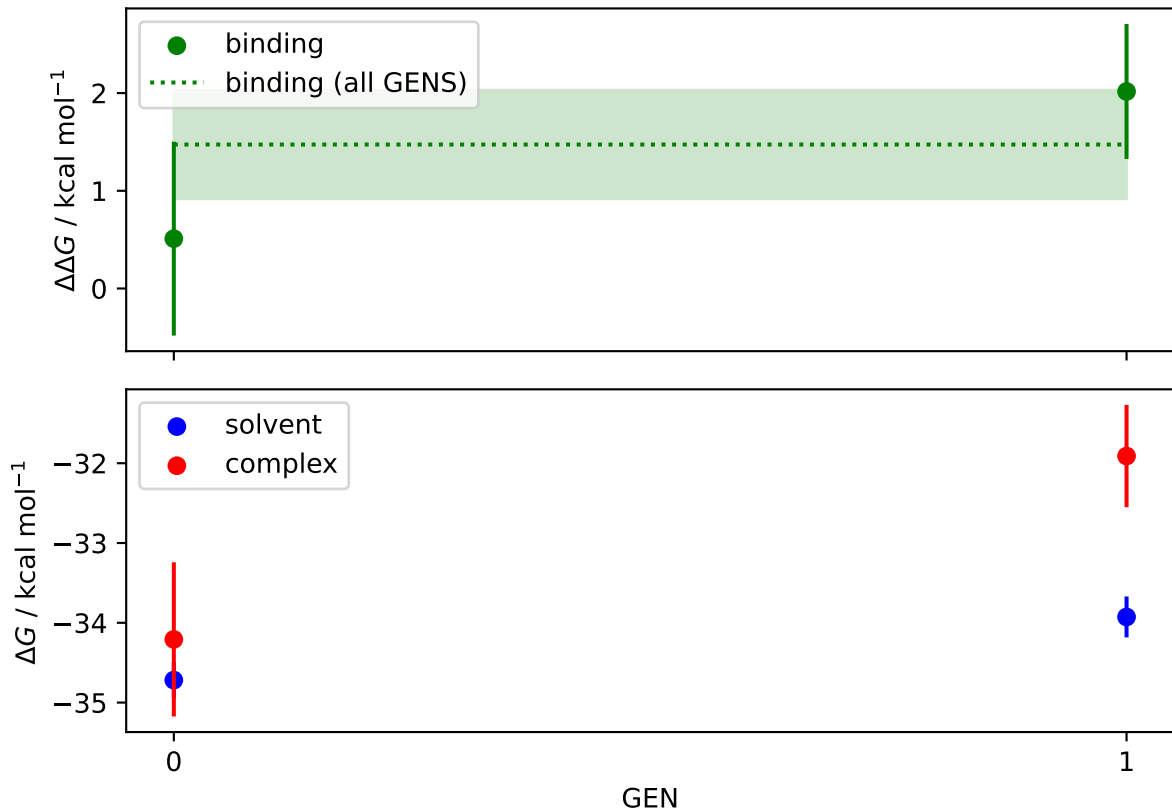 binding
binding (all GENS)
ΔΔG / kcal mol⁻¹
2
1
0
solvent
complex
ΔG / kcal mol⁻¹
−32
−33
−34
−35
0
1
GEN